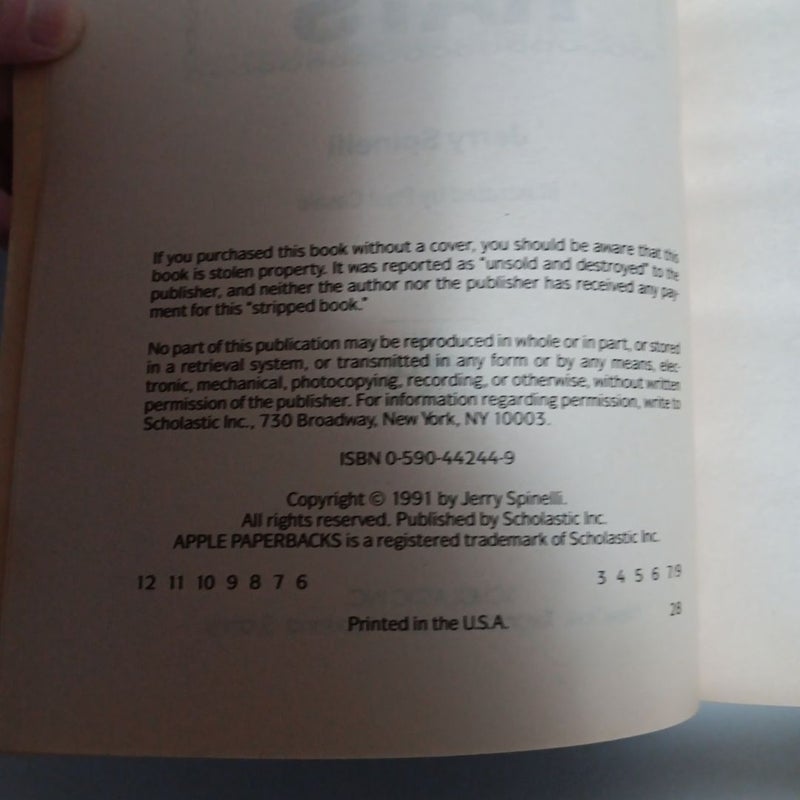 If you purchased this book without a cover, you should be aware that this
book is stolen property. It was reported as "unsold and destroyed" to the
publisher, and neither the author nor the publisher has received any pay-
ment for this "stripped book."
No part of this publication may be reproduced in whole or in part, or stored
in a retrieval system, or transmitted in any form or by any means, elec-
tronic, mechanical, photocopying, recording, or otherwise, without written
permission of the publisher. For information regarding permission, write to
Scholastic Inc., 730 Broadway, New York, NY 10003.
ISBN 0-590-44244-9
Copyright © 1991 by Jerry Spinelli.
All rights reserved. Published by Scholastic Inc.
APPLE PAPERBACKS is a registered trademark of Scholastic Inc.
12 11 10 9 8 7 6 3 4 5 6 7/9
28
Printed in the U.S.A.